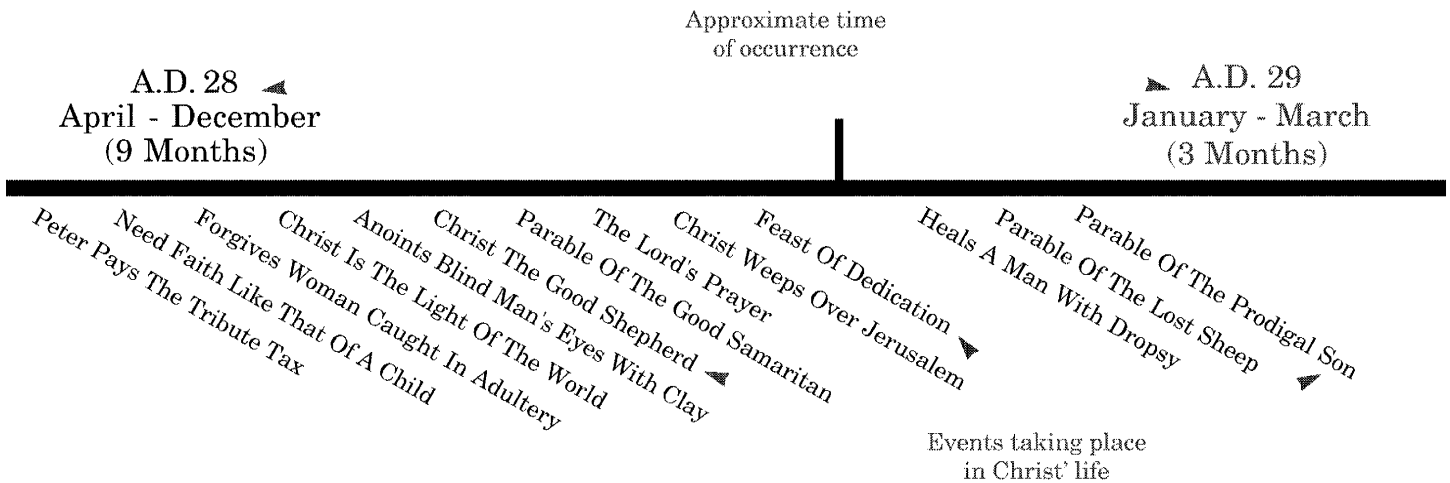 Approximate time
of occurrence
A.D. 28
April - December
(9 Months)
A.D. 29
January - March
(3 Months)
Peter Pays The Tribute Tax
Need Faith Like That Of A Child
Forgives Woman Caught In Adultery
Christ Is The Light Of The World
Anoints Blind Man's Eyes With Clay
Christ The Good Shepherd
Parable Of The Good Samaritan
The Lord's Prayer
Christ Weeps Over Jerusalem
Feast Of Dedication
Heals A Man With Dropsy
Parable Of The Lost Sheep
Parable Of The Prodigal Son
Events taking place
in Christ' life